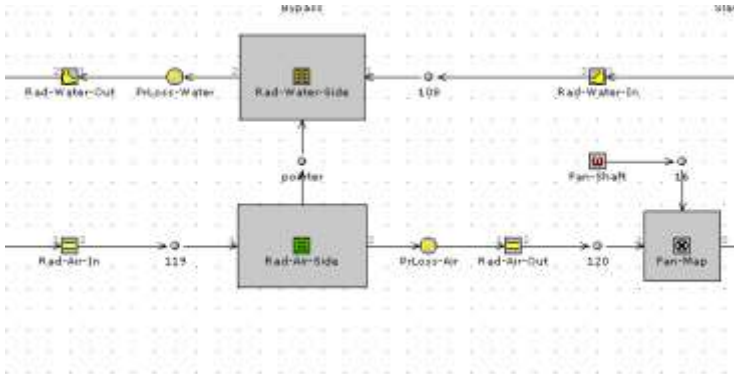 Bypass
Rad-Water-Out
PrLoss-Water
Rad-Water-Side
109
Rad-Water-In
pointer
Fan-Shaft
16
Rad-Air-In
119
Rad-Air-Side
PrLoss-Air
Rad-Air-Out
120
Fan-Map